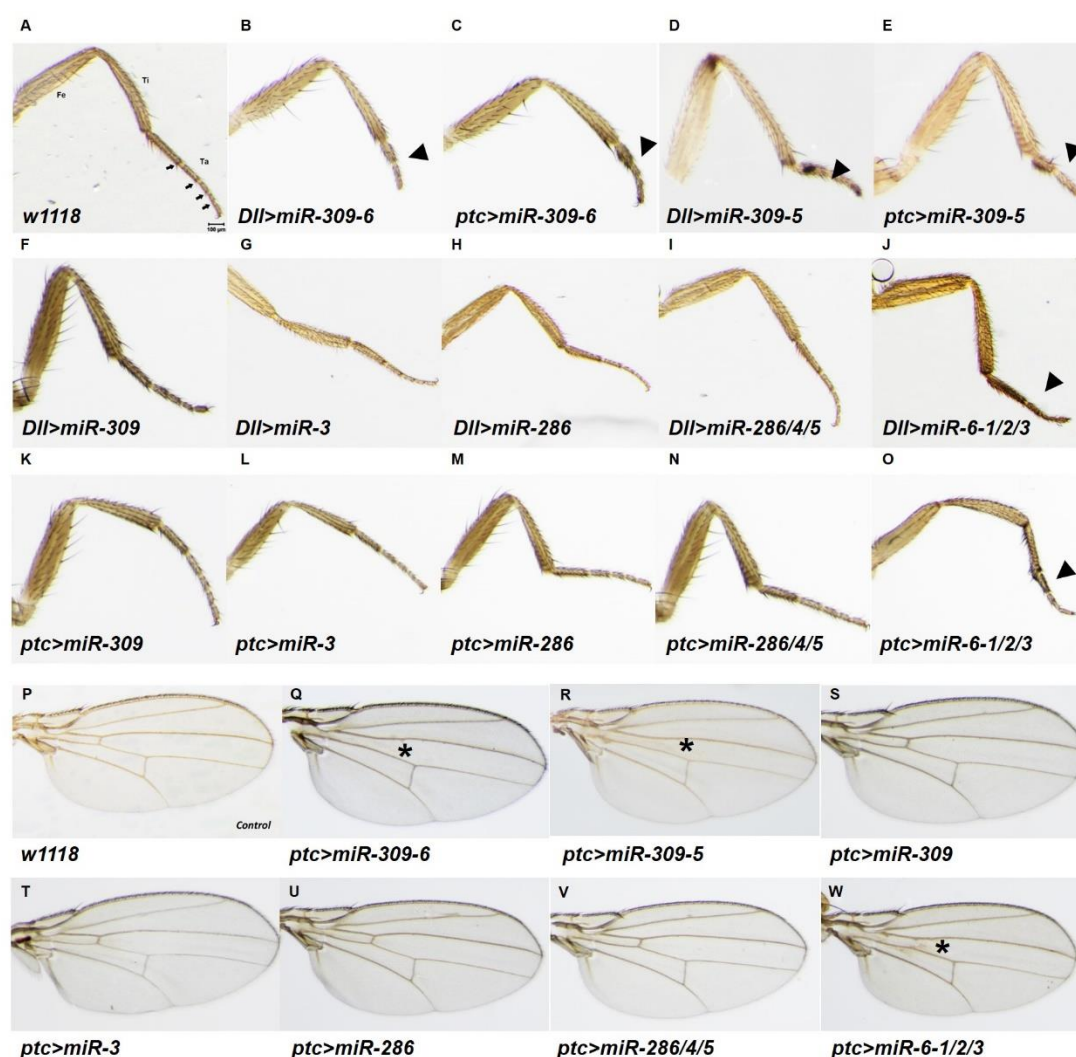 A B C D E
Fe Ti Ta
100 µm
w1118 Dll>miR-309-6 ptc>miR-309-6 Dll>miR-309-5 ptc>miR-309-5
F G H I J
Dll>miR-309 Dll>miR-3 Dll>miR-286 Dll>miR-286/4/5 Dll>miR-6-1/2/3
K L M N O
ptc>miR-309 ptc>miR-3 ptc>miR-286 ptc>miR-286/4/5 ptc>miR-6-1/2/3
P Q R S
* *
Control
w1118 ptc>miR-309-6 ptc>miR-309-5 ptc>miR-309
T U V W
*
ptc>miR-3 ptc>miR-286 ptc>miR-286/4/5 ptc>miR-6-1/2/3